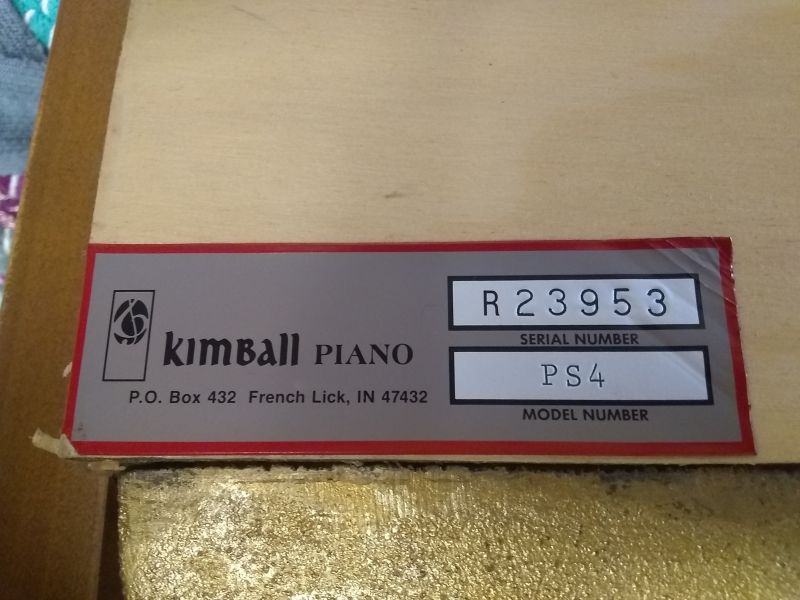 kimball PIANO
P.O. Box 432 French Lick, IN 47432
R23953
SERIAL NUMBER
PS4
MODEL NUMBER